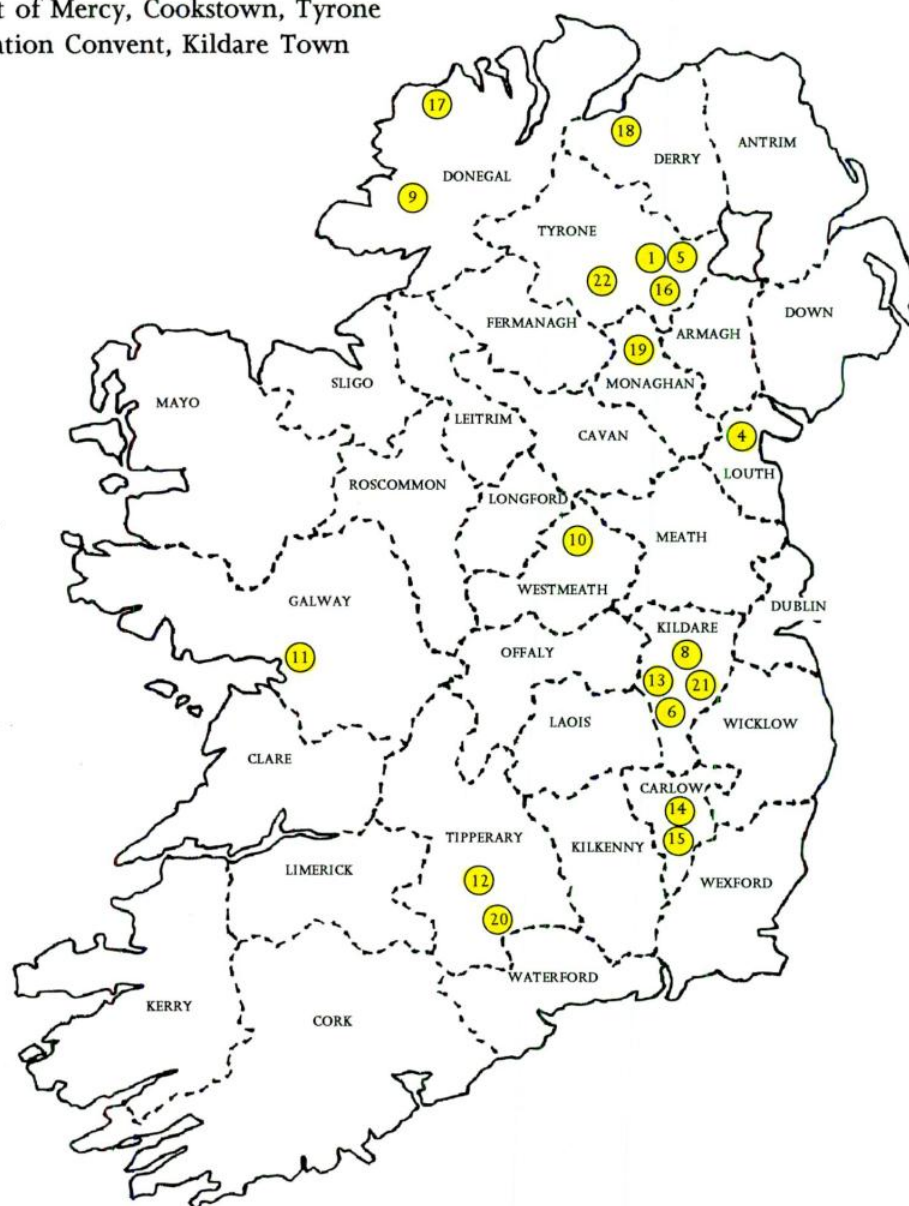 t of Mercy, Cookstown, Tyrone
tion Convent, Kildare Town
17
18
ANTRIM
DERRY
DONEGAL
9
TYRONE
1
5
22
16
DOWN
FERMANAGH
ARMAGH
19
SLIGO
MONAGHAN
MAYO
LEITRIM
CAVAN
4
LOUTH
ROSCOMMON
LONGFORD
10
MEATH
WESTMEATH
GALWAY
DUBLIN
KILDARE
OFFALY
8
11
13
21
6
LAOIS
WICKLOW
CLARE
CARLOW
14
TIPPERARY
15
KILKENNY
LIMERICK
12
WEXFORD
20
WATERFORD
KERRY
CORK